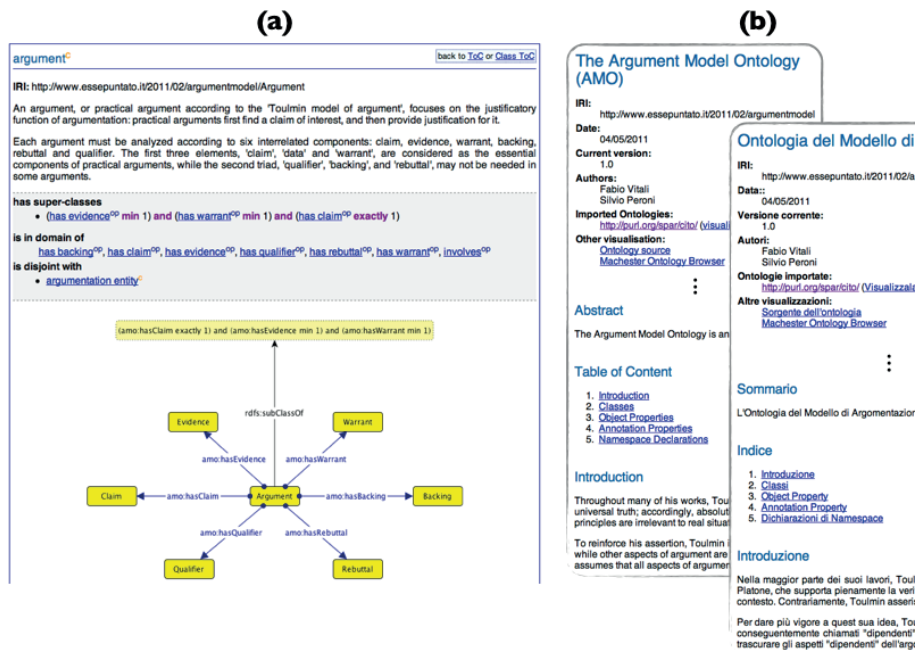 (a)
argument^c
back to ToC or Class ToC
IRI: http://www.essepuntato.it/2011/02/argumentmodel/Argument
An argument, or practical argument according to the 'Toulmin model of argument', focuses on the justificatory
function of argumentation: practical arguments first find a claim of interest, and then provide justification for it.
Each argument must be analyzed according to six interrelated components: claim, evidence, warrant, backing,
rebuttal and qualifier. The first three elements, 'claim', 'data' and 'warrant', are considered as the essential
components of practical arguments, while the second triad, 'qualifier', 'backing', and 'rebuttal', may not be needed in
some arguments.
has super-classes
• (has evidence^op min 1) and (has warrant^op min 1) and (has claim^op exactly 1)
is in domain of
has backing^op, has claim^op, has evidence^op, has qualifier^op, has rebuttal^op, has warrant^op, involves^op
is disjoint with
• argumentation entity^c
(amo:hasClaim exactly 1) and (amo:hasEvidence min 1) and (amo:hasWarrant min 1)
rdfs:subClassOf
Evidence
Warrant
amo:hasEvidence
amo:hasWarrant
Claim
amo:hasClaim
Argument
amo:hasBacking
Backing
amo:hasQualifier
amo:hasRebuttal
Qualifier
Rebuttal
(b)
The Argument Model Ontology
(AMO)
IRI:
http://www.essepuntato.it/2011/02/argumentmodel
Date:
04/05/2011
Current version:
1.0
Authors:
Fabio Vitali
Silvio Peroni
Imported Ontologies:
http://purl.org/spar/cito/ (visuali
Other visualisation:
Ontology source
Machester Ontology Browser
Abstract
The Argument Model Ontology is an
Table of Content
1. Introduction
2. Classes
3. Object Properties
4. Annotation Properties
5. Namespace Declarations
Introduction
Throughout many of his works, Tou
universal truth; accordingly, absolut
principles are irrelevant to real situat
To reinforce his assertion, Toulmin i
while other aspects of argument are
assumes that all aspects of argumer
Ontologia del Modello di
IRI:
http://www.essepuntato.it/2011/02/a
Data::
04/05/2011
Versione corrente:
1.0
Autori:
Fabio Vitali
Silvio Peroni
Ontologie importate:
http://purl.org/spar/cito/ (Visualizzala
Altre visualizzazioni:
Sorgente dell'ontologia
Machester Ontology Browser
Sommario
L'Ontologia del Modello di Argomentazion
Indice
1. Introduzione
2. Classi
3. Object Property
4. Annotation Property
5. Dichiarazioni di Namespace
Introduzione
Nella maggior parte dei suoi lavori, Toul
Platone, che supporta pienamente la veri
contesto. Contrariamente, Toulmin asseris
Per dare più vigore a quest sua idea, Tou
conseguentemente chiamati "dipendenti"
trascurare gli aspetti "dipendenti" dell'argo